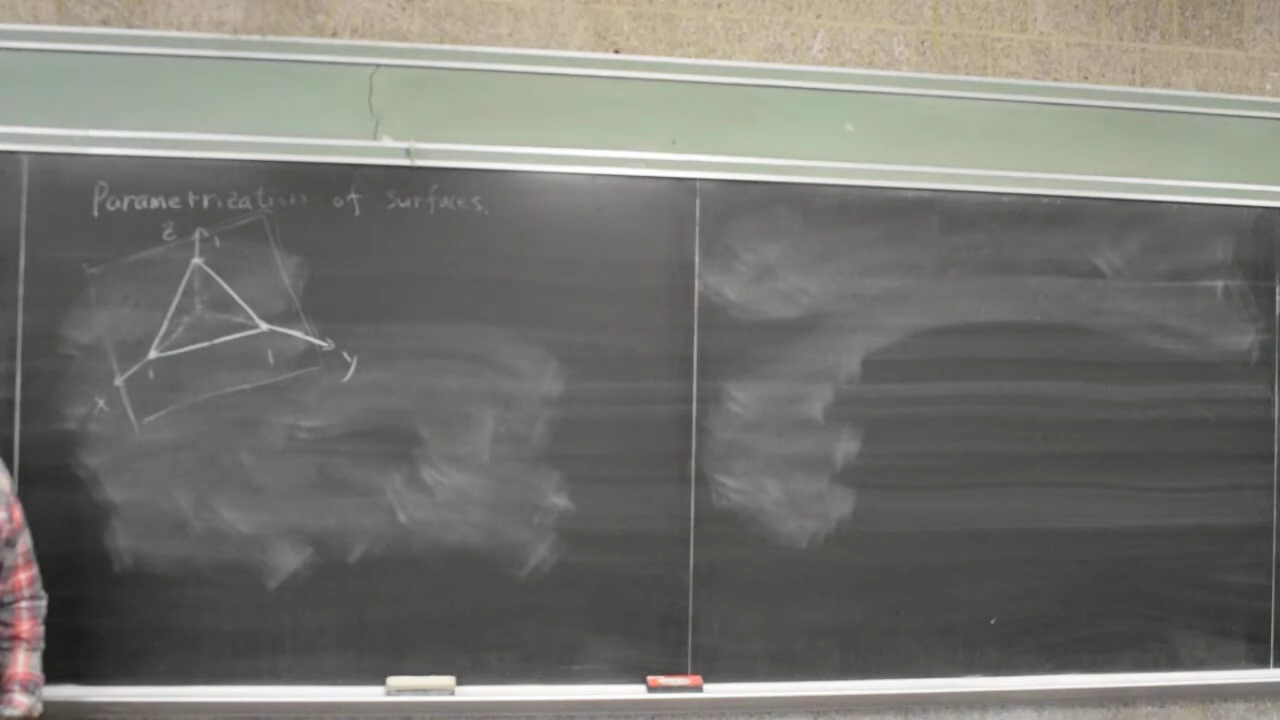 Parametrization of surfaces.
z 1
1 1 y
x